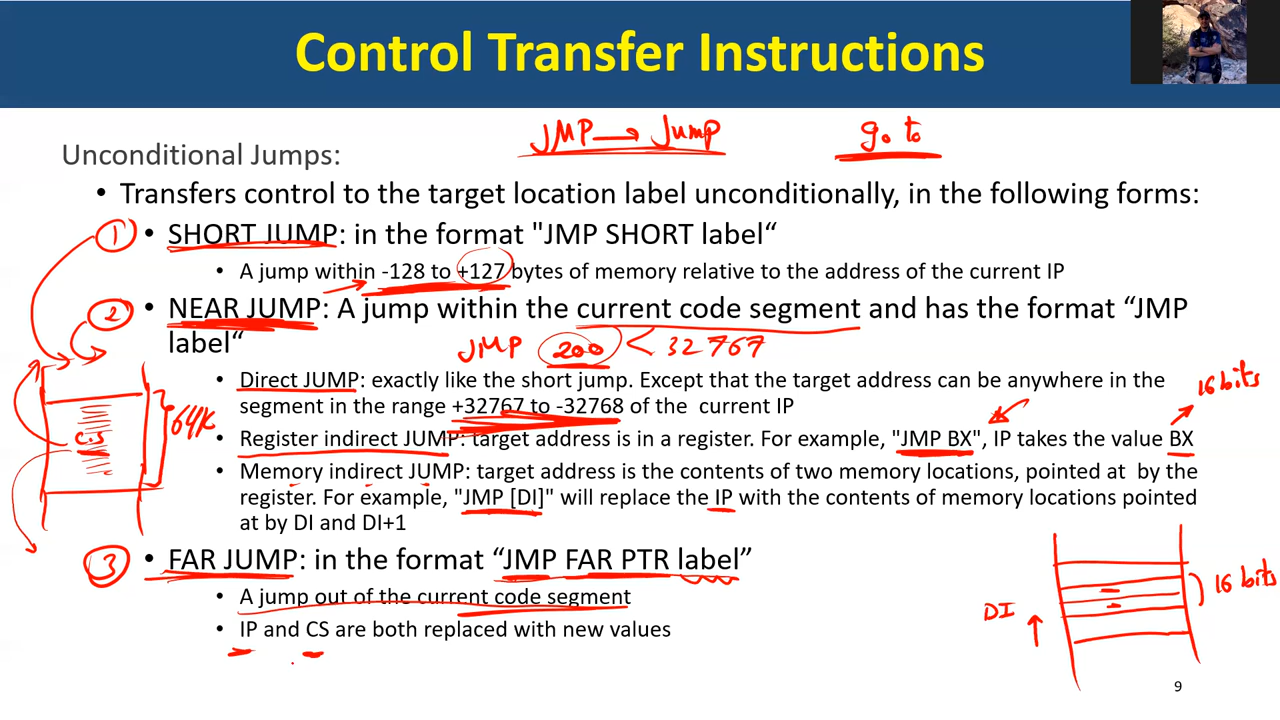 Control Transfer Instructions
JMP → Jump
go to
Unconditional Jumps:
• Transfers control to the target location label unconditionally, in the following forms:
1
• SHORT JUMP: in the format "JMP SHORT label“
• A jump within -128 to +127 bytes of memory relative to the address of the current IP
2
• NEAR JUMP: A jump within the current code segment and has the format “JMP
label“
JMP 200 < 32767
• Direct JUMP: exactly like the short jump. Except that the target address can be anywhere in the
segment in the range +32767 to -32768 of the current IP
16 bits
64K
C.S
• Register indirect JUMP: target address is in a register. For example, "JMP BX", IP takes the value BX
• Memory indirect JUMP: target address is the contents of two memory locations, pointed at by the
register. For example, "JMP [DI]" will replace the IP with the contents of memory locations pointed
at by DI and DI+1
3
• FAR JUMP: in the format “JMP FAR PTR label”
• A jump out of the current code segment
• IP and CS are both replaced with new values
16 bits
DI
9